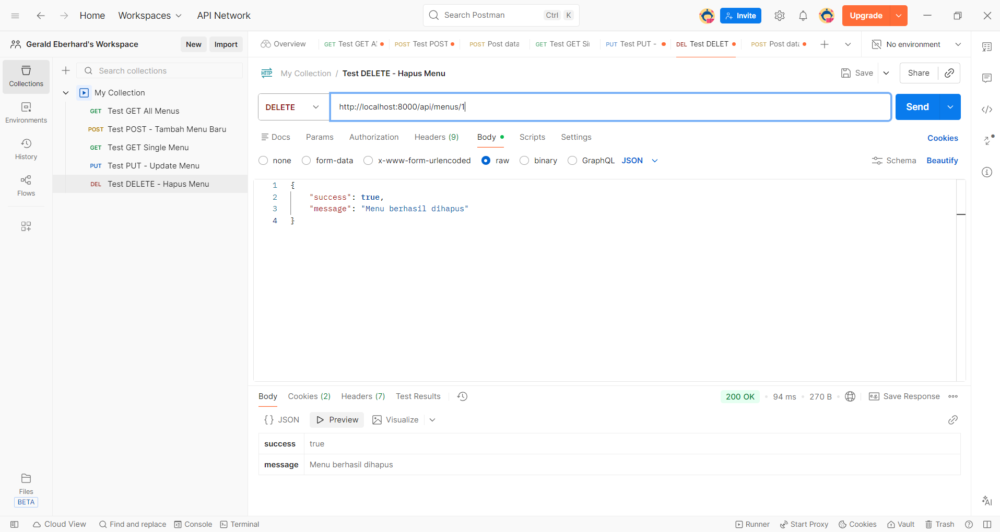 Home Workspaces API Network Search Postman Ctrl K Invite Upgrade
Gerald Eberhard's Workspace New Import Overview GET Test GET A POST Test POST POST Post data GET Test GET Si PUT Test PUT - DEL Test DELET POST Post dat No environment
Collections
Environments
History
Flows
Files
BETA
Search collections
My Collection
GET Test GET All Menus
POST Test POST - Tambah Menu Baru
GET Test GET Single Menu
PUT Test PUT - Update Menu
DEL Test DELETE - Hapus Menu
HTTP My Collection / Test DELETE - Hapus Menu Save Share
DELETE http://localhost:8000/api/menus/1 Send
Docs Params Authorization Headers (9) Body Scripts Settings Cookies
none form-data x-www-form-urlencoded raw binary GraphQL JSON Schema Beautify
1 {
2 "success": true,
3 "message": "Menu berhasil dihapus"
4 }
Body Cookies (2) Headers (7) Test Results 200 OK 94 ms 270 B e.g. Save Response
{} JSON Preview Visualize
success true
message Menu berhasil dihapus
AI
Cloud View Find and replace Console Terminal Runner Start Proxy Cookies Vault Trash